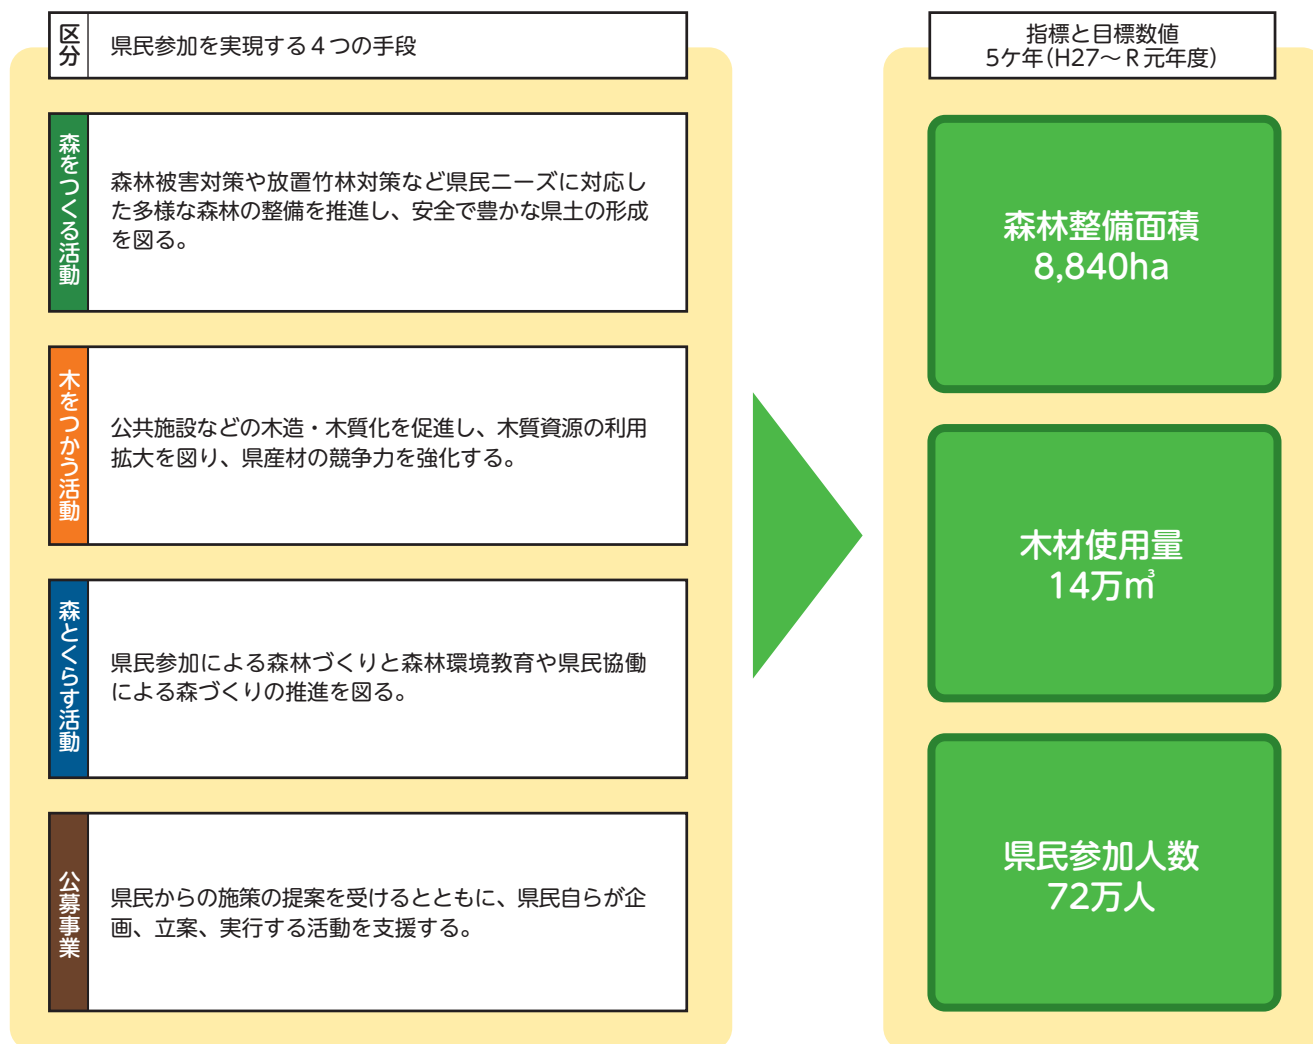 区分
県民参加を実現する４つの手段
森をつくる活動
森林被害対策や放置竹林対策など県民ニーズに対応し
た多様な森林の整備を推進し、安全で豊かな県土の形成
を図る。
木をつかう活動
公共施設などの木造・木質化を促進し、木質資源の利用
拡大を図り、県産材の競争力を強化する。
森とくらす活動
県民参加による森林づくりと森林環境教育や県民協働
による森づくりの推進を図る。
公募事業
県民からの施策の提案を受けるとともに、県民自らが企
画、立案、実行する活動を支援する。
指標と目標数値
5ケ年(H27～R元年度)
森林整備面積
8,840ha
木材使用量
14万㎥
県民参加人数
72万人